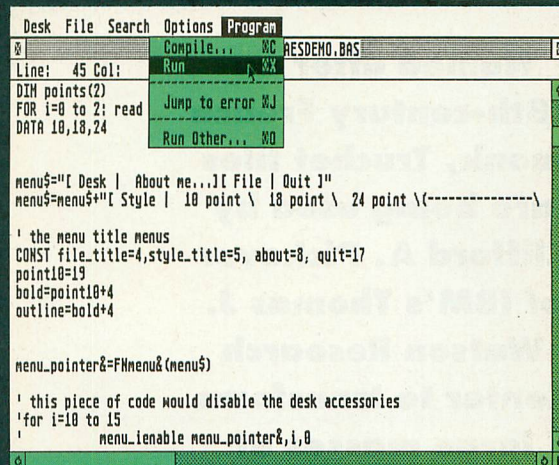 Desk File Search Options Program
AESDEMO.BAS
Compile... ⌘C
Run ⌘X
Jump to error ⌘J
Run Other... ⌘O
Line: 45 Col:
DIM points(2)
FOR i=0 to 2: read
DATA 10,18,24
menu$="[ Desk | About me...][ File | Quit ]"
menu$=menu$+"[ Style | 10 point \ 18 point \ 24 point \(---------------- \
' the menu title menus
CONST file_title=4,style_title=5, about=8, quit=17
point10=19
bold=point10+4
outline=bold+4
menu_pointer&=FNmenu&(menu$)
' this piece of code would disable the desk accessories
'for i=10 to 15
' menu_ienable menu_pointer&,i,0